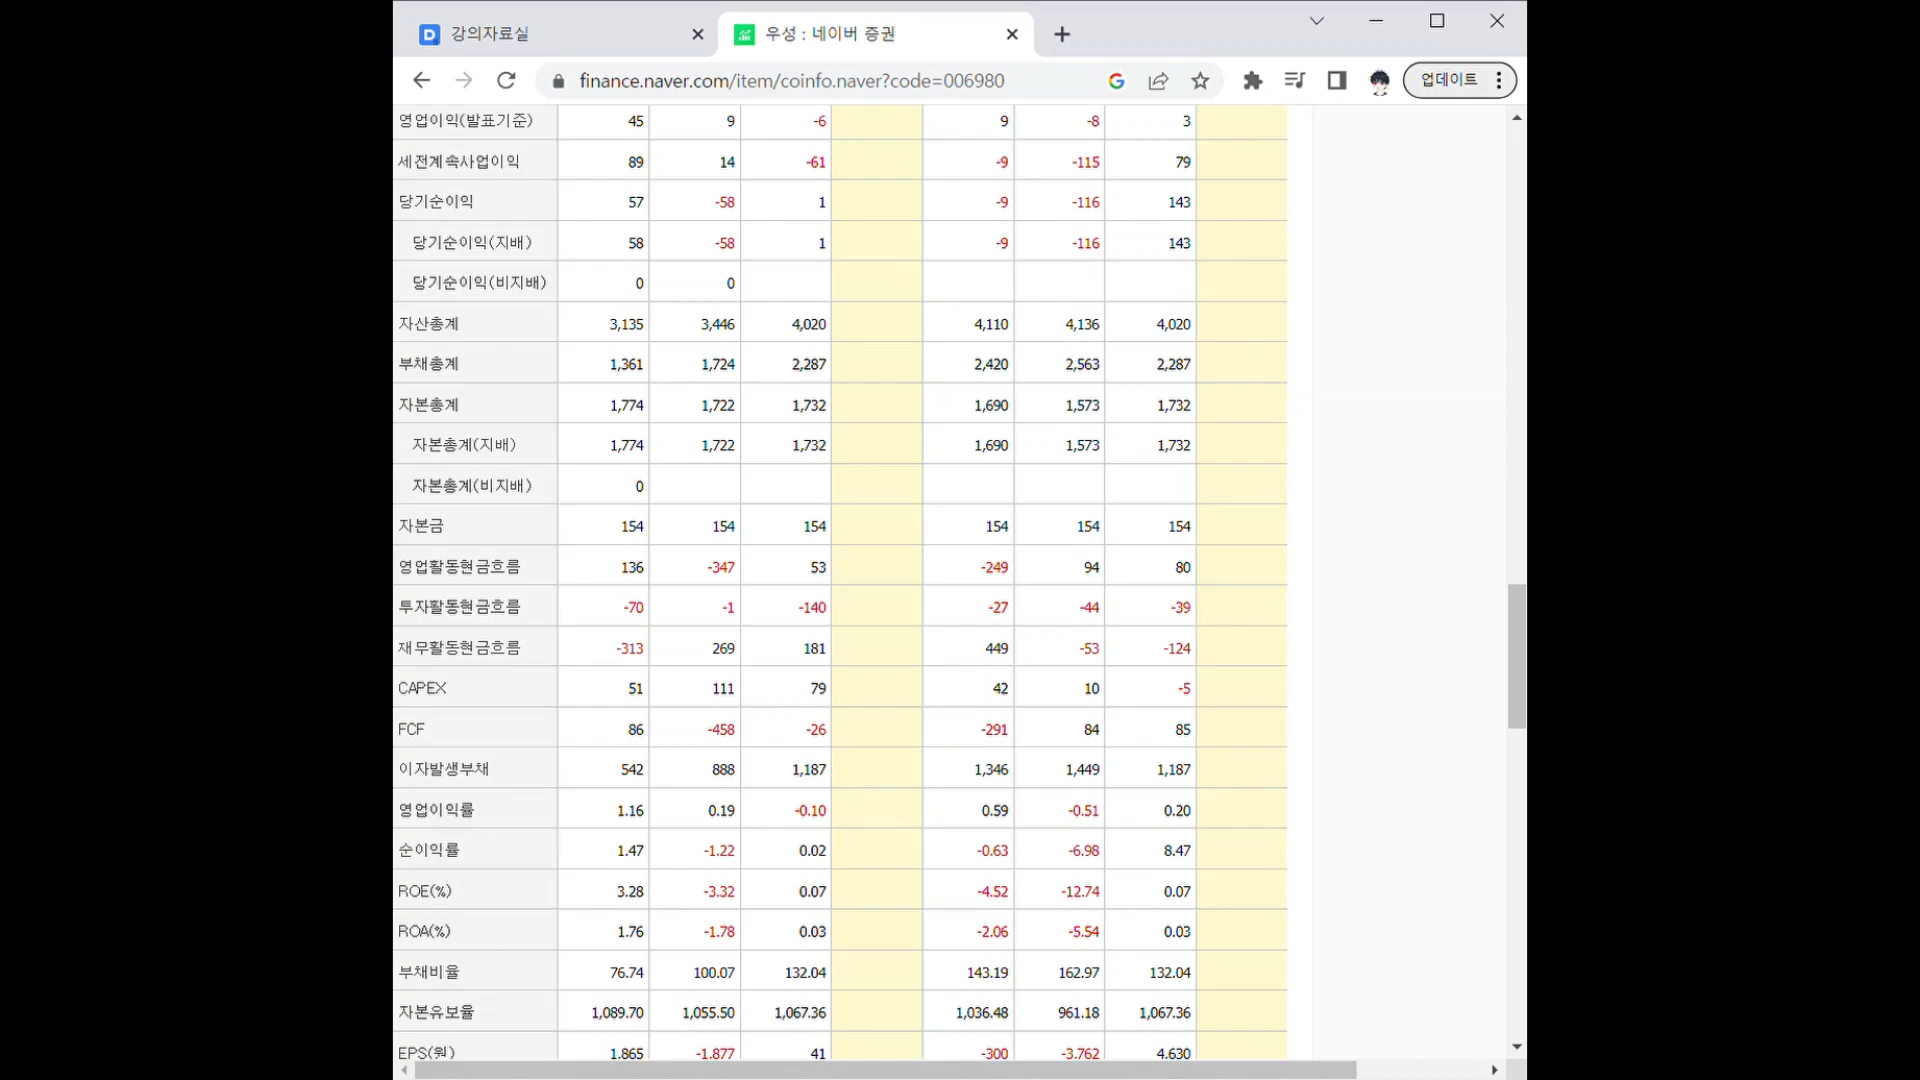 강의자료실
우성 : 네이버 증권
finance.naver.com/item/coinfo.naver?code=006980
업데이트
영업이익(발표기준) 45 9 -6 9 -8 3
세전계속사업이익 89 14 -61 -9 -115 79
당기순이익 57 -58 1 -9 -116 143
당기순이익(지배) 58 -58 1 -9 -116 143
당기순이익(비지배) 0 0
자산총계 3,135 3,446 4,020 4,110 4,136 4,020
부채총계 1,361 1,724 2,287 2,420 2,563 2,287
자본총계 1,774 1,722 1,732 1,690 1,573 1,732
자본총계(지배) 1,774 1,722 1,732 1,690 1,573 1,732
자본총계(비지배) 0
자본금 154 154 154 154 154 154
영업활동현금흐름 136 -347 53 -249 94 80
투자활동현금흐름 -70 -1 -140 -27 -44 -39
재무활동현금흐름 -313 269 181 449 -53 -124
CAPEX 51 111 79 42 10 -5
FCF 86 -458 -26 -291 84 85
이자발생부채 542 888 1,187 1,346 1,449 1,187
영업이익률 1.16 0.19 -0.10 0.59 -0.51 0.20
순이익률 1.47 -1.22 0.02 -0.63 -6.98 8.47
ROE(%) 3.28 -3.32 0.07 -4.52 -12.74 0.07
ROA(%) 1.76 -1.78 0.03 -2.06 -5.54 0.03
부채비율 76.74 100.07 132.04 143.19 162.97 132.04
자본유보율 1,089.70 1,055.50 1,067.36 1,036.48 961.18 1,067.36
EPS(원) 1,865 -1,877 41 -300 -3,762 4,630